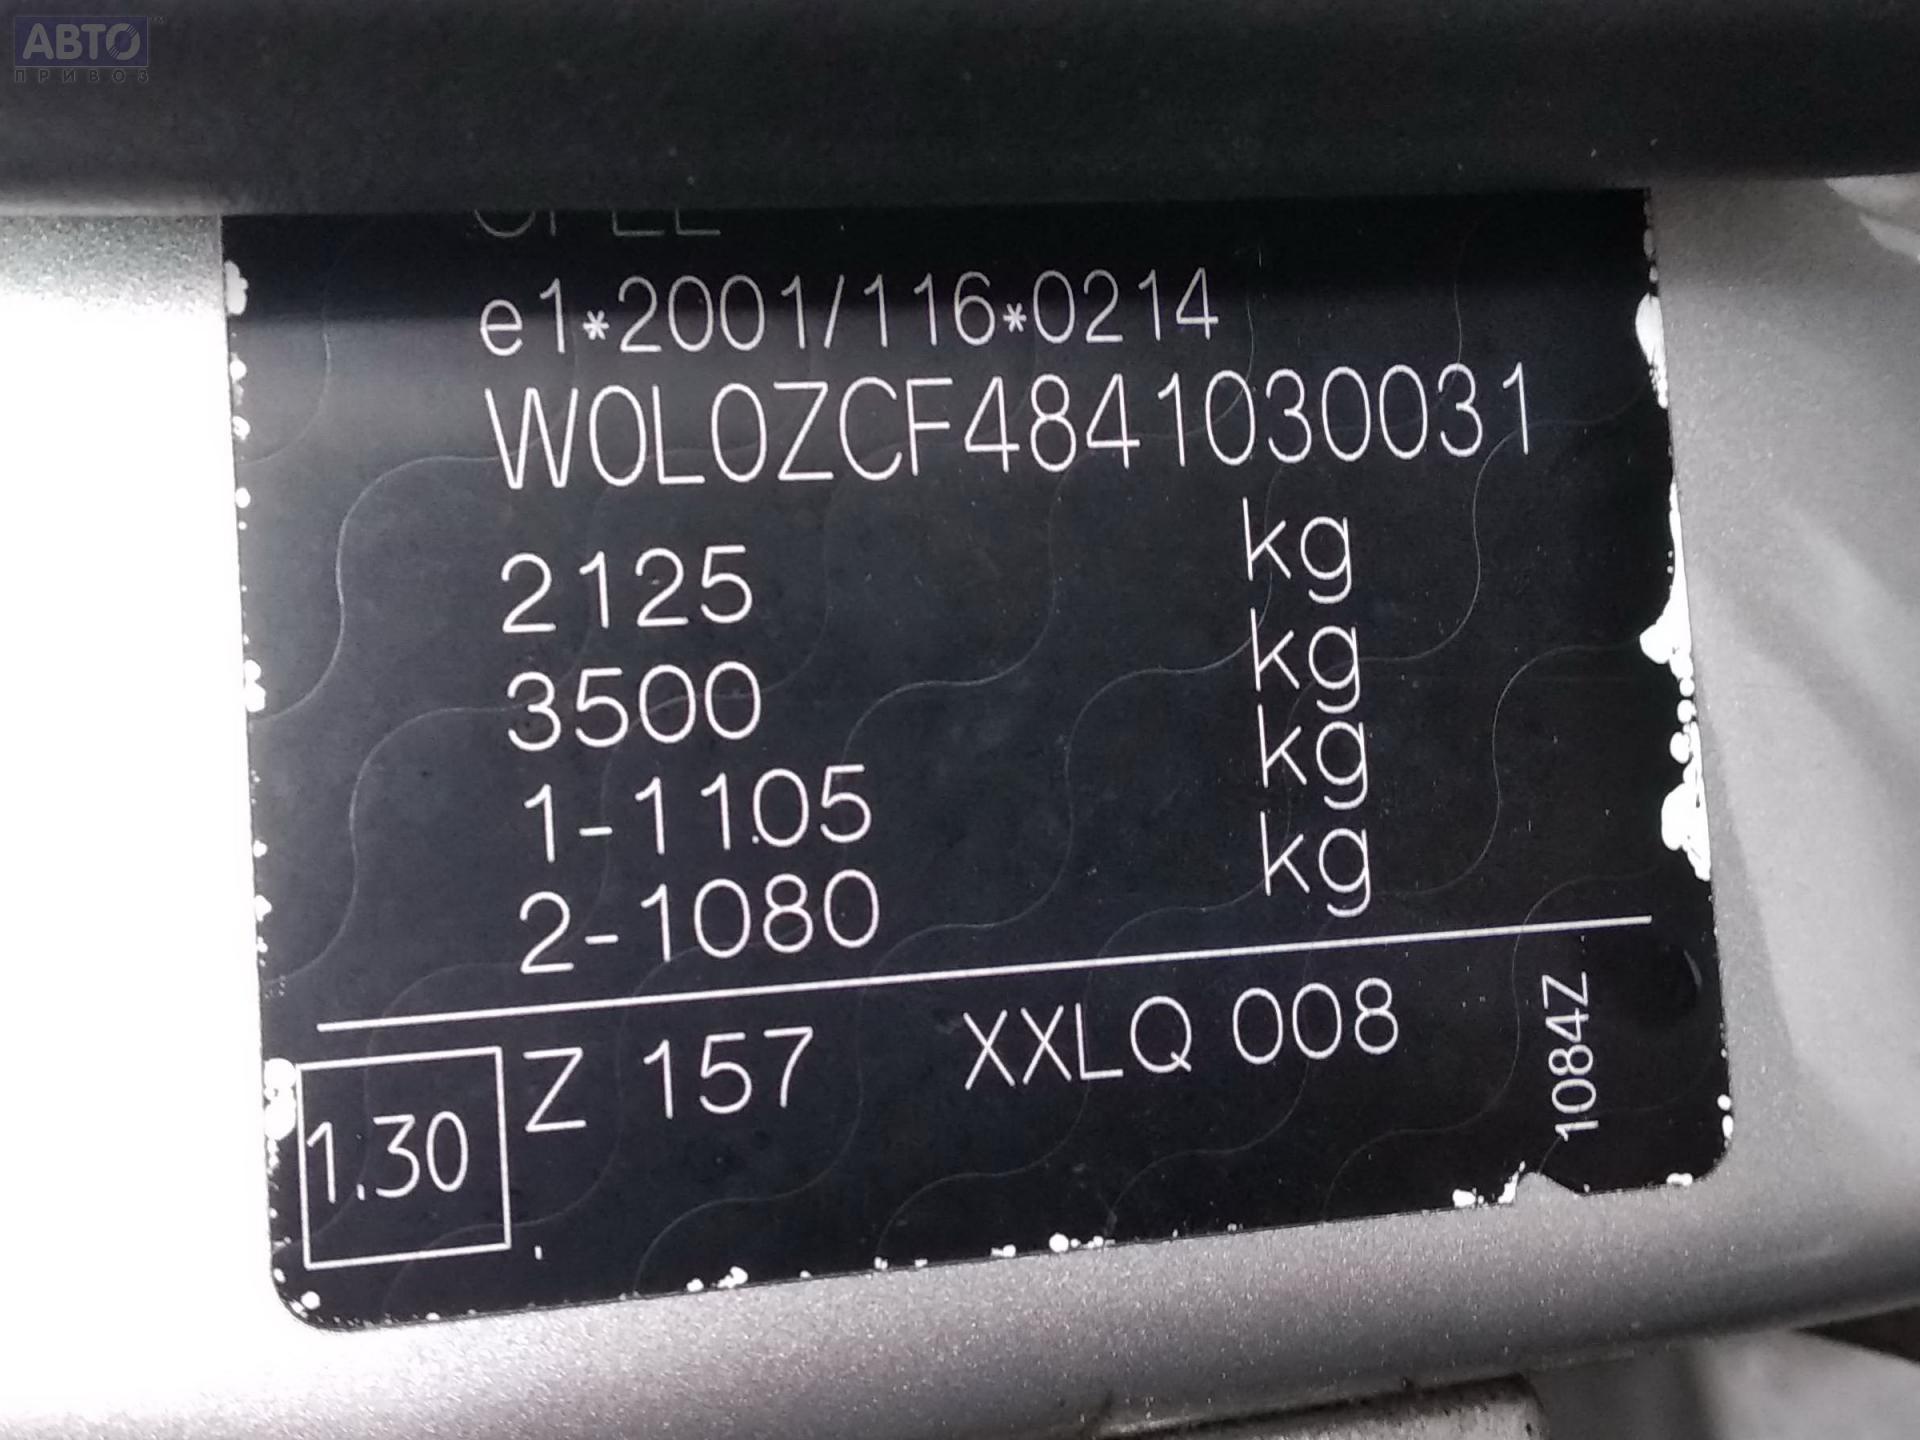 АВТО
ПРИВОЗ
OPEL
e1*2001/116*0214
W0L0ZCF4841030031
2125 kg
3500 kg
1-1105 kg
2-1080 kg
1.30 Z 157 XXLQ 008
1084Z